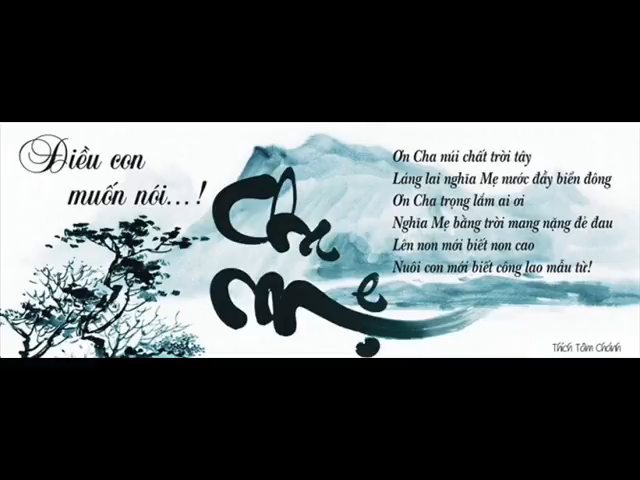 Điều con
muốn nói...!
Cha
Mẹ
Ơn Cha núi chất trời tây
Láng lai nghĩa Mẹ nước đầy biển đông
Ơn Cha trọng lắm ai ơi
Nghĩa Mẹ bằng trời mang nặng đẻ đau
Lên non mới biết non cao
Nuôi con mới biết công lao mẫu từ!
Thích Tâm Chánh